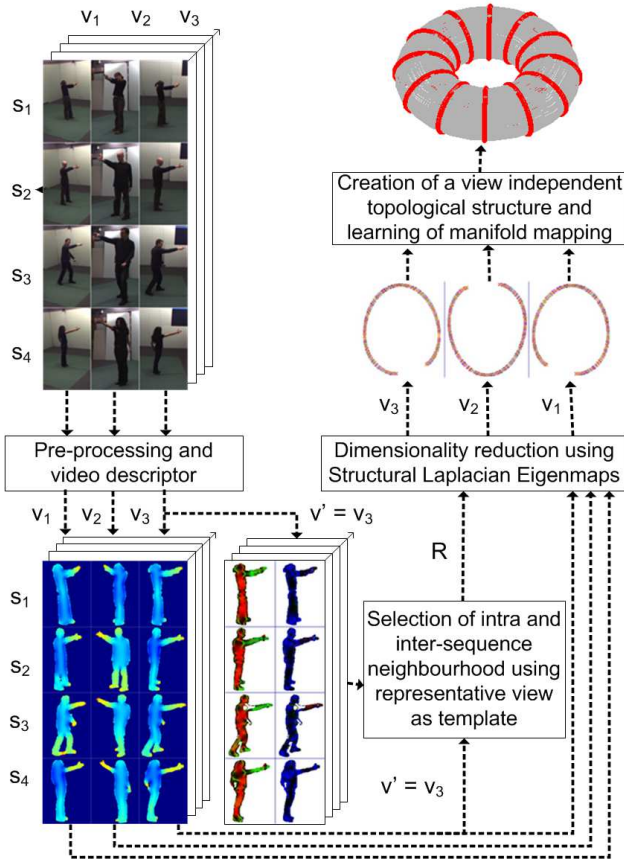 v₁ v₂ v₃
s₁
s₂
s₃
s₄
Pre-processing and
video descriptor
v₁ v₂ v₃
v' = v₃
s₁
s₂
s₃
s₄
Selection of intra and
inter-sequence
neighbourhood using
representative view
as template
v' = v₃
R
Dimensionality reduction using
Structural Laplacian Eigenmaps
v₃ v₂ v₁
Creation of a view independent
topological structure and
learning of manifold mapping